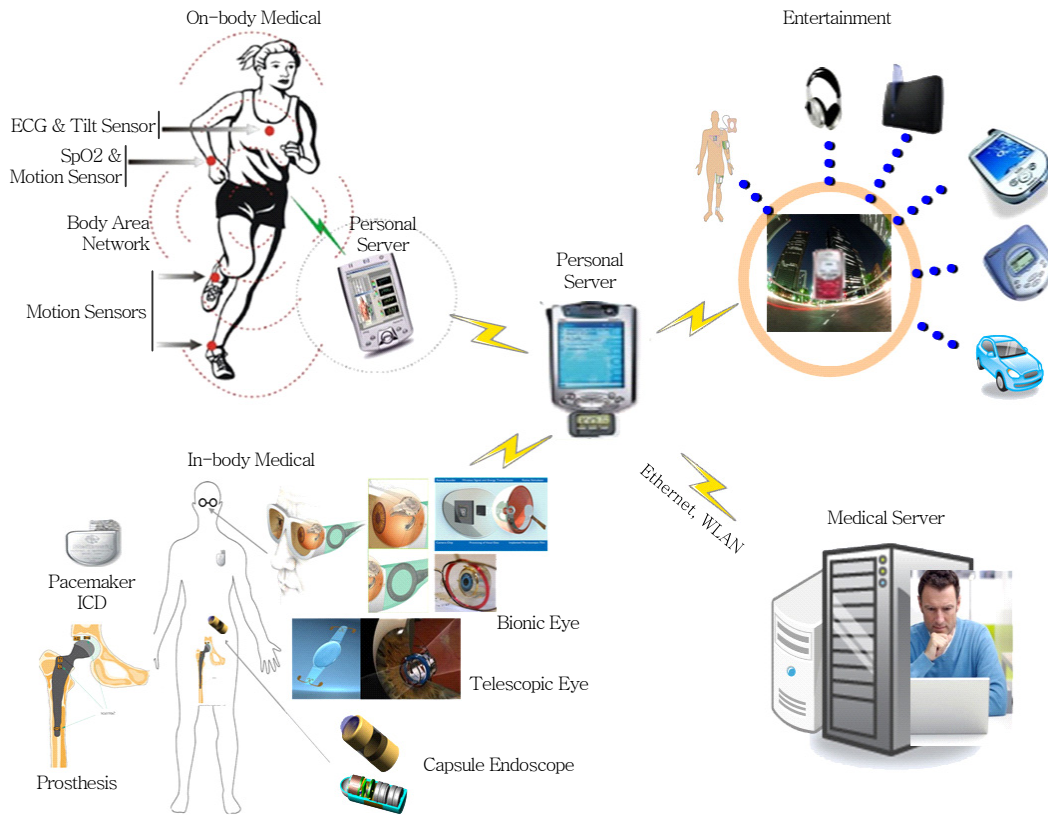 On-body Medical
Entertainment
ECG & Tilt Sensor
SpO2 &
Motion Sensor
Body Area
Network
Personal
Server
Motion Sensors
Personal
Server
In-body Medical
Ethernet, WLAN
Medical Server
Pacemaker
ICD
Bionic Eye
Telescopic Eye
Capsule Endoscope
Prosthesis